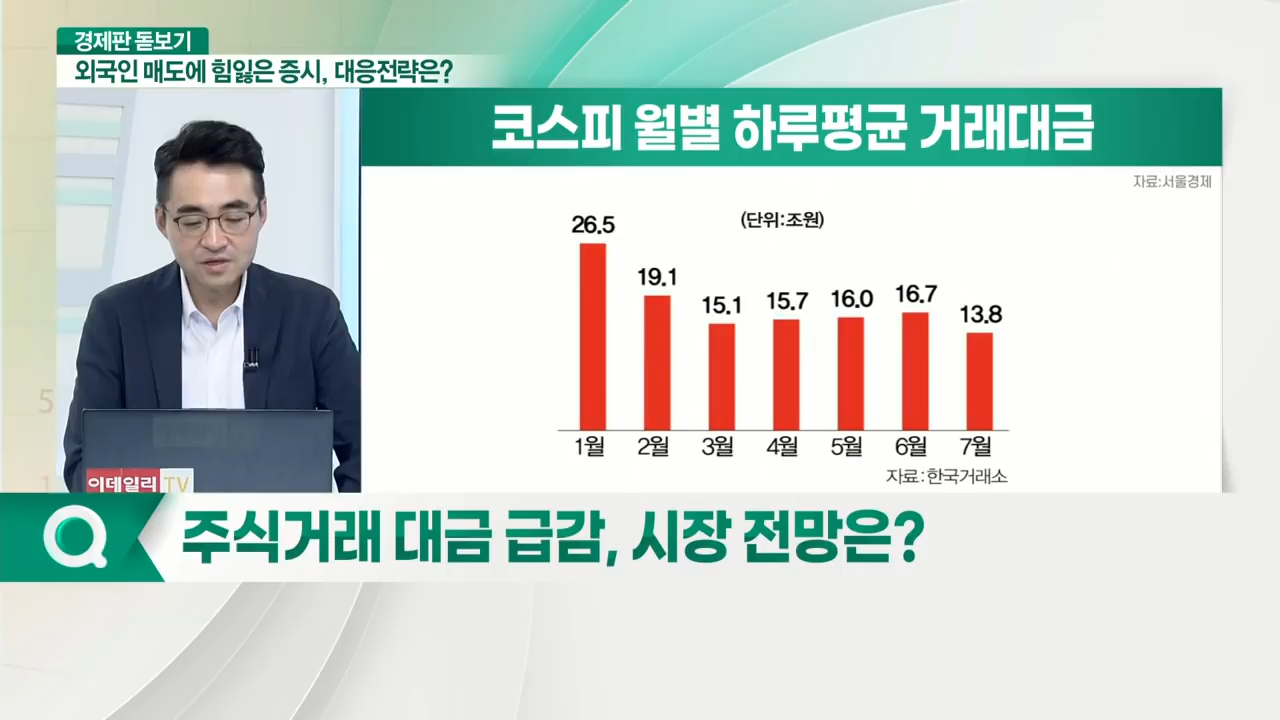 경제판 돋보기
외국인 매도에 힘잃은 증시, 대응전략은?
코스피 월별 하루평균 거래대금
자료:서울경제
(단위:조원)
26.5
19.1
15.1
15.7
16.0
16.7
13.8
1월
2월
3월
4월
5월
6월
7월
자료:한국거래소
이데일리 TV
주식거래 대금 급감, 시장 전망은?